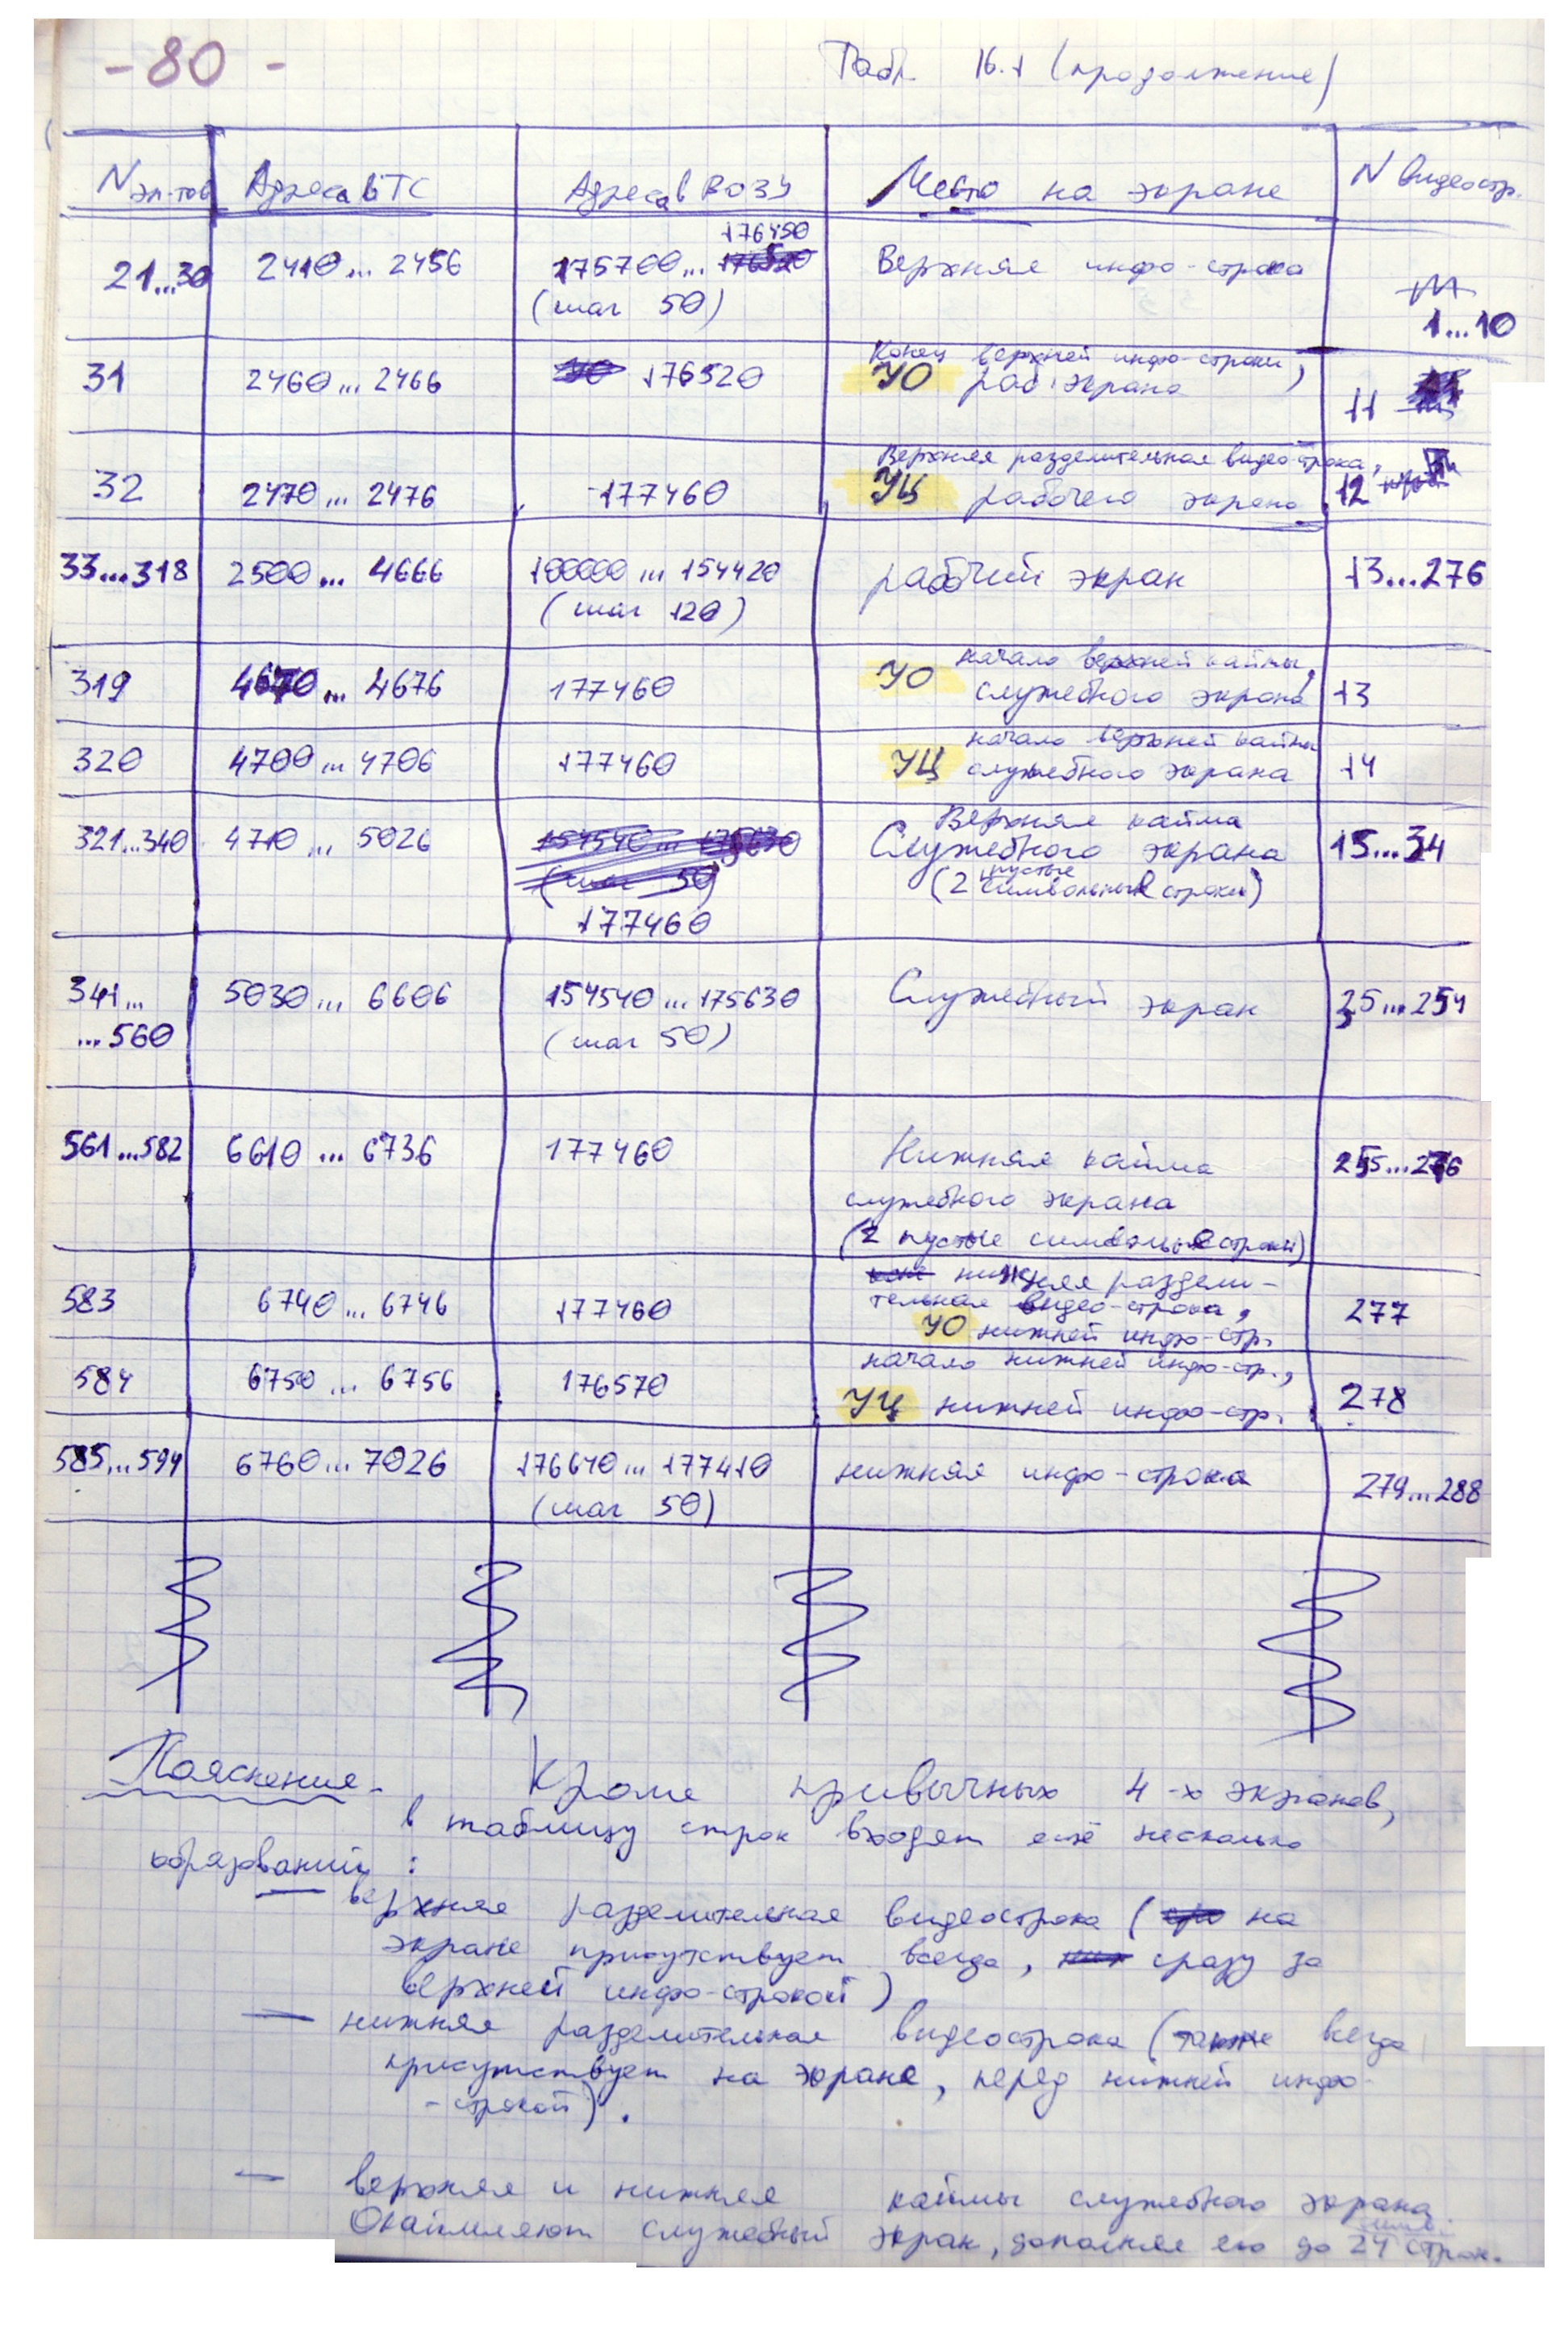 - 80 -
Табл. 16.1 (продолжение)
N эл-тов Адреса в ТС Адреса в ВОЗУ Место на экране N видеостр.
176450
21...30 2410... 2456 175700... Верхняя инфо-строка
(шаг 50) 1...10
Конец верхней инфо-строки,
31 2460... 2466 176520 УО раб. экрана 11
Верхняя разделительная видео-строка,
32 2470... 2476 177460 УЦ рабочего экрана 12
33...318 2500... 4666 100000... 154420 рабочий экран 13...276
(шаг 120)
начало верхней каймы,
319 4670... 4676 177460 УО служебного экрана 13
начало верхней каймы
320 4700... 4706 177460 УЦ служебного экрана 14
Верхняя кайма
321...340 4710... 5026 154540... 175630 Служебного экрана 15...34
(шаг 50) (2 пустые символьные строки)
177460
341... 5030... 6606 154540... 175630 Служебный экран 35...254
...560 (шаг 50)
561...582 6610... 6736 177460 Нижняя кайма 255...276
служебного экрана
(2 пустые символьные строки)
нижняя раздели-
583 6740... 6746 177460 тельная видео-строка, 277
УО нижней инфо-стр.
начало нижней инфо-стр.,
584 6750... 6756 176570 УЦ нижней инфо-стр. 278
585...594 6760... 7026 176640... 177410 нижняя инфо-строка 279...288
(шаг 50)
Пояснения. Кроме привычных 4-х экранов,
в таблицу строк входят ещё несколько
образований:
— верхняя разделительная видеострока (на
экране присутствует всегда, сразу за
верхней инфо-строкой)
— нижняя разделительная видеострока (также всегда
присутствует на экране, перед нижней инфо-
-строкой).
— верхняя и нижняя каймы служебного экрана.
Окаймляют служебный экран, дополняя его до 24 симв. строк.